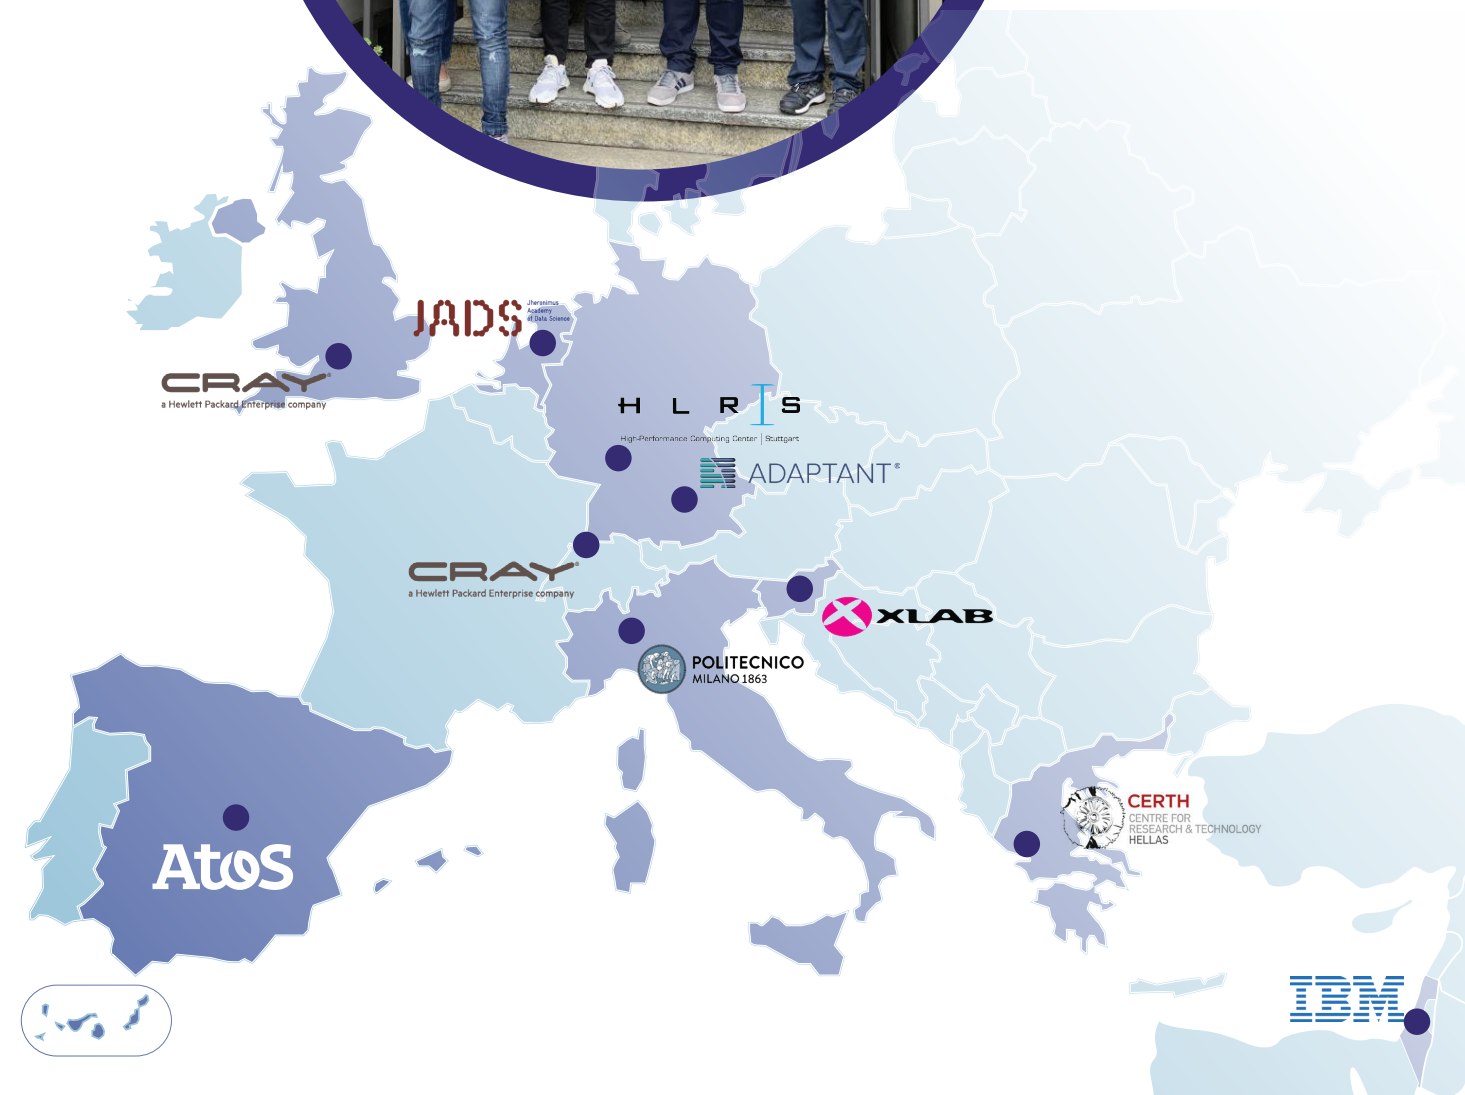 JADS
Jheronimus
Academy
of Data Science
CRAY®
a Hewlett Packard Enterprise company
H L R I S
High-Performance Computing Center | Stuttgart
ADAPTANT®
CRAY®
a Hewlett Packard Enterprise company
XLAB
POLITECNICO
MILANO 1863
CERTH
CENTRE FOR
RESEARCH & TECHNOLOGY
HELLAS
Atos
IBM